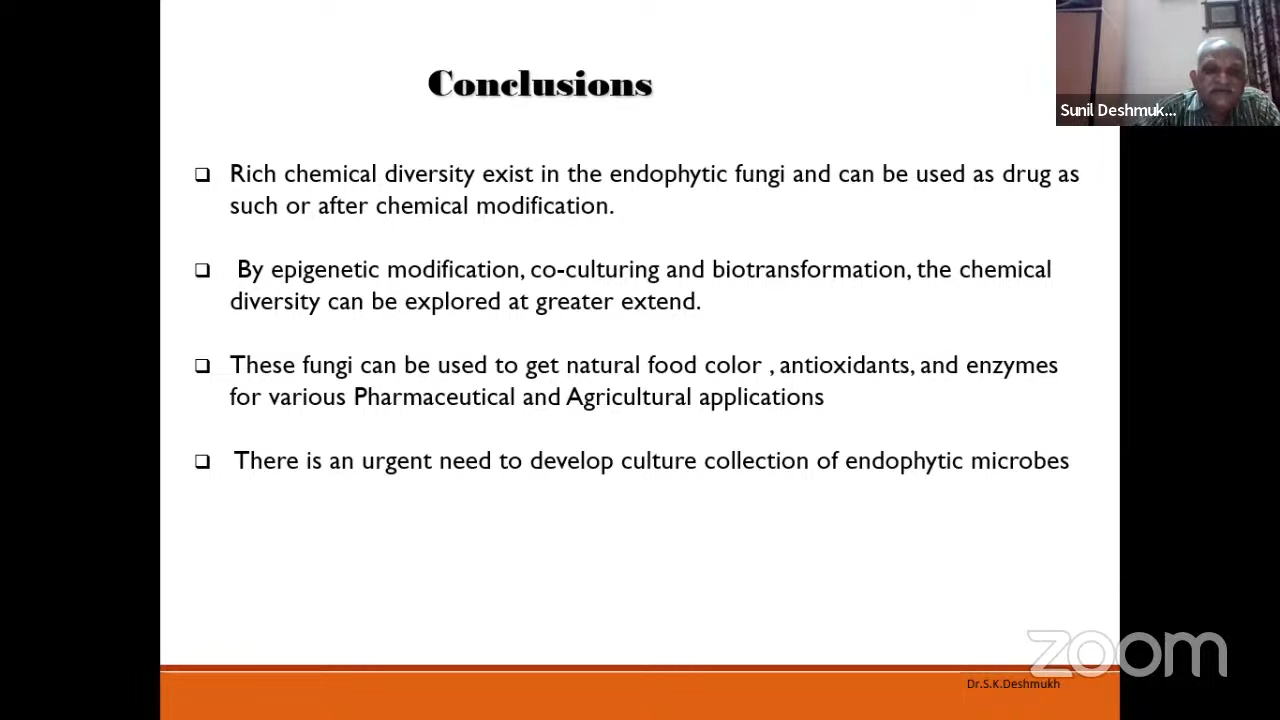 Conclusions
Sunil Deshmuk...
Rich chemical diversity exist in the endophytic fungi and can be used as drug as
such or after chemical modification.
By epigenetic modification, co-culturing and biotransformation, the chemical
diversity can be explored at greater extend.
These fungi can be used to get natural food color , antioxidants, and enzymes
for various Pharmaceutical and Agricultural applications
There is an urgent need to develop culture collection of endophytic microbes
zoom
Dr.S.K.Deshmukh